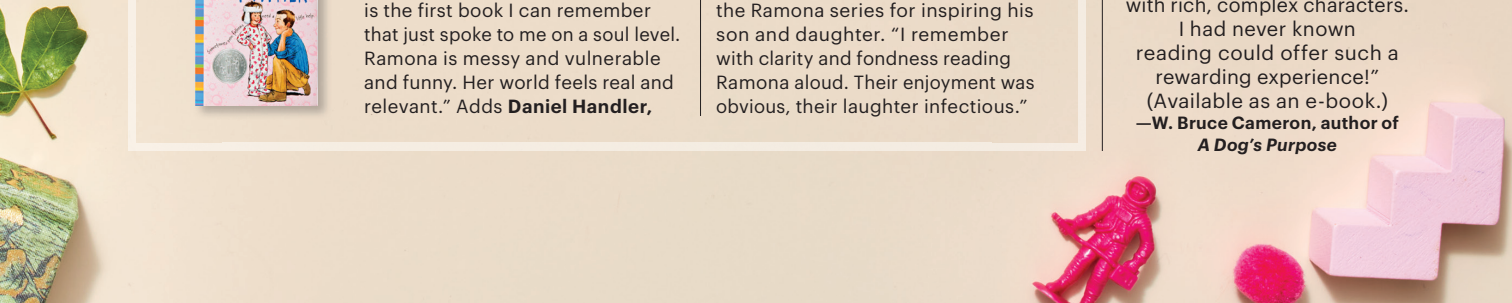 is the first book I can remember
that just spoke to me on a soul level.
Ramona is messy and vulnerable
and funny. Her world feels real and
relevant.” Adds Daniel Handler,
the Ramona series for inspiring his
son and daughter. “I remember
with clarity and fondness reading
Ramona aloud. Their enjoyment was
obvious, their laughter infectious.”
with rich, complex characters.
I had never known
reading could offer such a
rewarding experience!”
(Available as an e-book.)
—W. Bruce Cameron, author of
A Dog’s Purpose